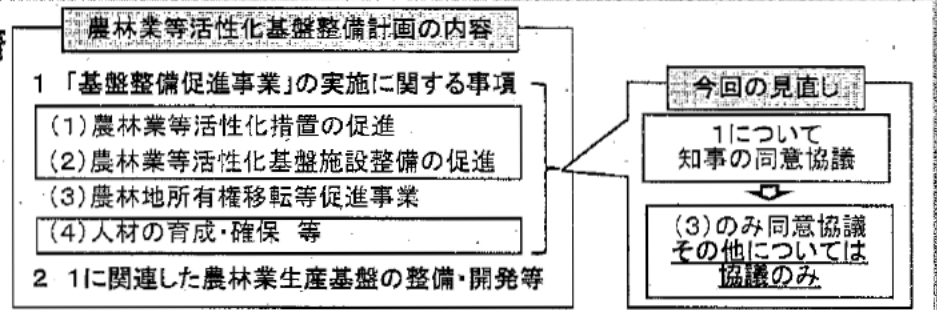 農林業等活性化基盤整備計画の内容
1 「基盤整備促進事業」の実施に関する事項
(1)農林業等活性化措置の促進
(2)農林業等活性化基盤施設整備の促進
(3)農林地所有権移転等促進事業
(4)人材の育成・確保 等
2 1に関連した農林業生産基盤の整備・開発等
今回の見直し
1について
知事の同意協議
(3)のみ同意協議
その他については
協議のみ